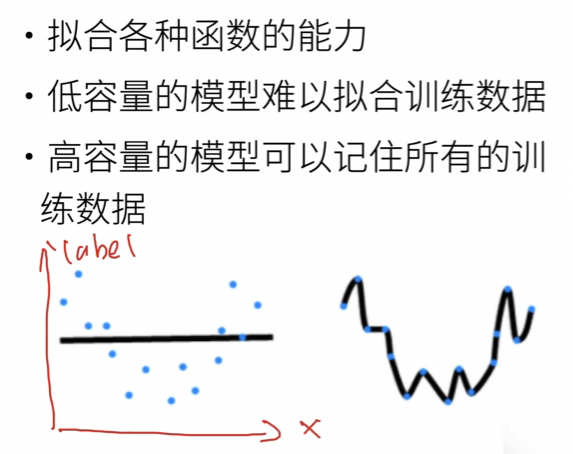 • 拟合各种函数的能力
• 低容量的模型难以拟合训练数据
• 高容量的模型可以记住所有的训
练数据
label
x